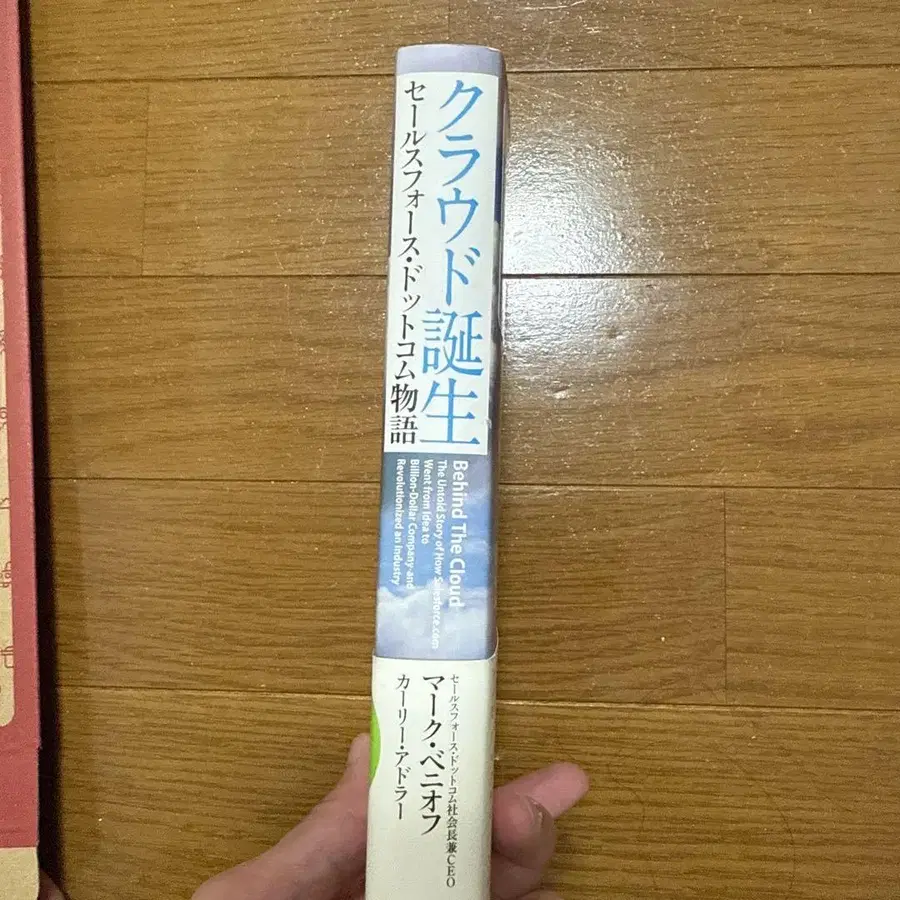 クラウド誕生
セールスフォース・ドットコム物語
Behind The Cloud
The Untold Story of How Salesforce.com
Went from Idea to
Billion-Dollar Company-and
Revolutionized an Industry
セールスフォース・ドットコム社会長兼CEO
マーク・ベニオフ
カーリー・アドラー